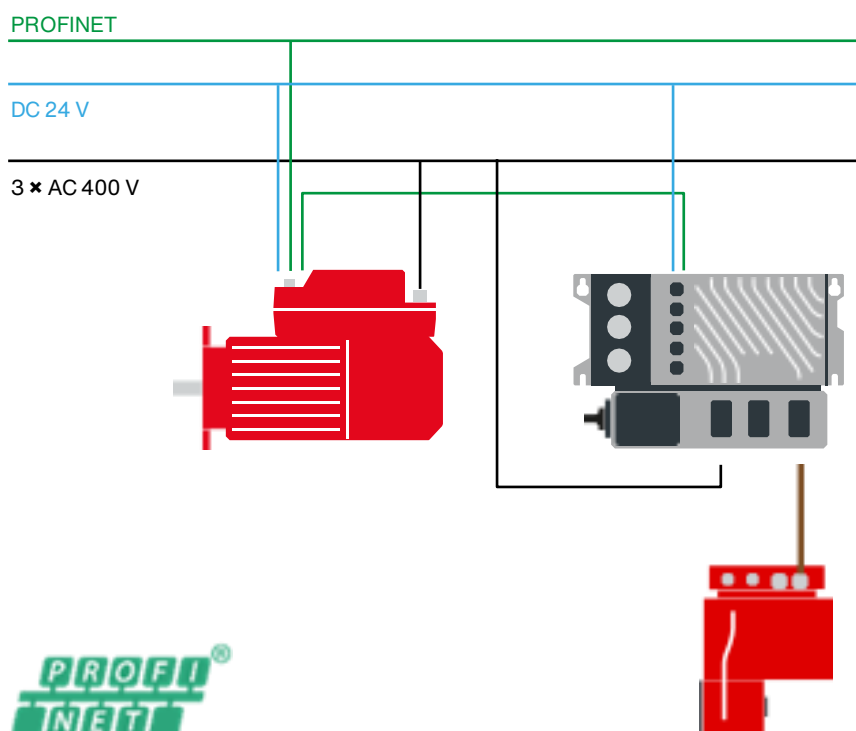 PROFINET
DC 24 V
3 × AC 400 V
PROFI®
NET